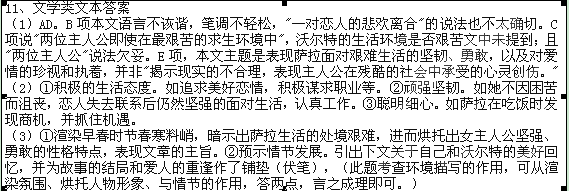 11、文学类文本答案
（1）AD。B 项本文语言不诙谐，笔调不轻松，"一对恋人的悲欢离合"的说法也不太确切。C
项说"两位主人公即使在最艰苦的求生环境中"，沃尔特的生活环境是否艰苦文中未提到；且
"两位主人公"说法欠妥。E 项，本文主题是表现萨拉面对艰难生活的坚韧、勇敢，以及对爱
情的珍视和执着，并非"揭示现实的不合理，表现主人公在残酷的社会中承受的心灵创伤。"
（2）①积极的生活态度。如追求美好恋情，积极谋求职业等。②顽强坚韧。如她不因困苦
而沮丧，恋人失去联系后仍然坚强的面对生活，认真工作。③聪明细心。如萨拉在吃饭时发
现商机，并抓住机遇。
（3）①渲染早春时节春寒料峭，暗示出萨拉生活的处境艰难，进而烘托出女主人公坚强、
勇敢的性格特点，表现文章的主旨。②预示情节发展。引出下文关于自己和沃尔特的美好回
忆，并为故事的结局和爱人的重逢作了铺垫（伏笔），（此题考查环境描写的作用，可从渲
染氛围、烘托人物形象、与情节的作用，答两点，言之成理即可。）